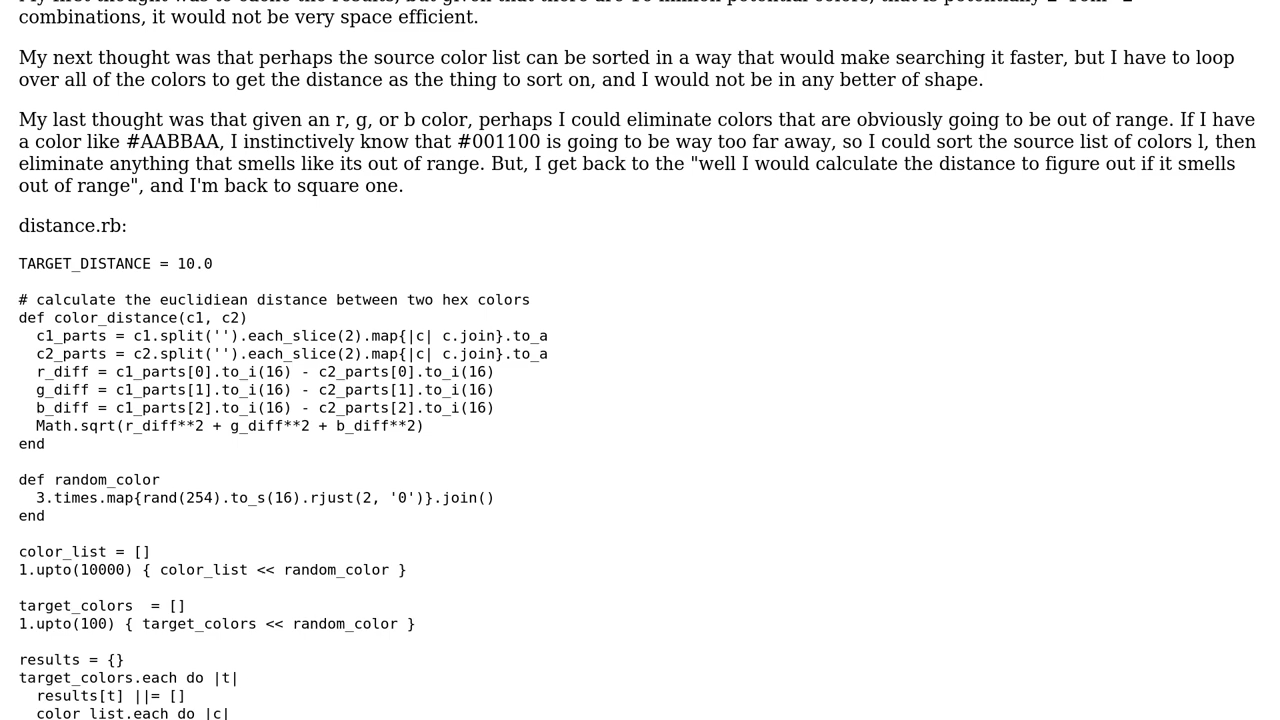 combinations, it would not be very space efficient.
My next thought was that perhaps the source color list can be sorted in a way that would make searching it faster, but I have to loop
over all of the colors to get the distance as the thing to sort on, and I would not be in any better of shape.
My last thought was that given an r, g, or b color, perhaps I could eliminate colors that are obviously going to be out of range. If I have
a color like #AABBAA, I instinctively know that #001100 is going to be way too far away, so I could sort the source list of colors l, then
eliminate anything that smells like its out of range. But, I get back to the "well I would calculate the distance to figure out if it smells
out of range", and I'm back to square one.
distance.rb:
TARGET_DISTANCE = 10.0
# calculate the euclidiean distance between two hex colors
def color_distance(c1, c2)
  c1_parts = c1.split('').each_slice(2).map{|c| c.join}.to_a
  c2_parts = c2.split('').each_slice(2).map{|c| c.join}.to_a
  r_diff = c1_parts[0].to_i(16) - c2_parts[0].to_i(16)
  g_diff = c1_parts[1].to_i(16) - c2_parts[1].to_i(16)
  b_diff = c1_parts[2].to_i(16) - c2_parts[2].to_i(16)
  Math.sqrt(r_diff**2 + g_diff**2 + b_diff**2)
end
def random_color
  3.times.map{rand(254).to_s(16).rjust(2, '0')}.join()
end
color_list = []
1.upto(10000) { color_list << random_color }
target_colors  = []
1.upto(100) { target_colors << random_color }
results = {}
target_colors.each do |t|
  results[t] ||= []
  color_list.each do |c|